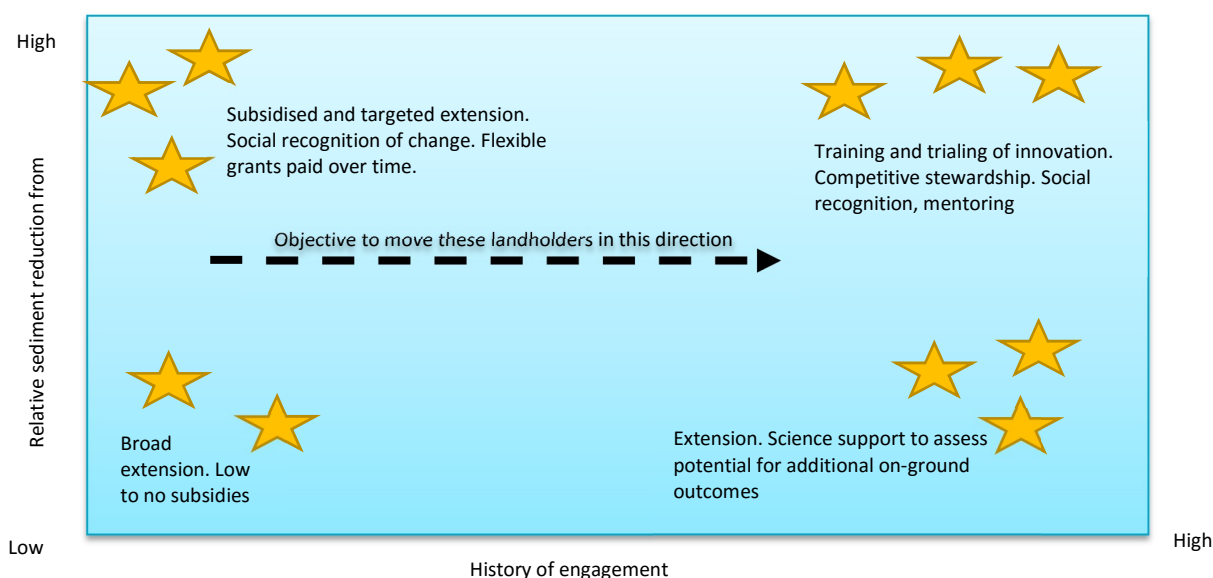 High
Subsidised and targeted extension.
Social recognition of change. Flexible
grants paid over time.
Training and trialing of innovation.
Competitive stewardship. Social
recognition, mentoring
Relative sediment reduction from
Objective to move these landholders in this direction
Broad
extension. Low
to no subsidies
Extension. Science support to assess
potential for additional on-ground
outcomes
Low
High
History of engagement